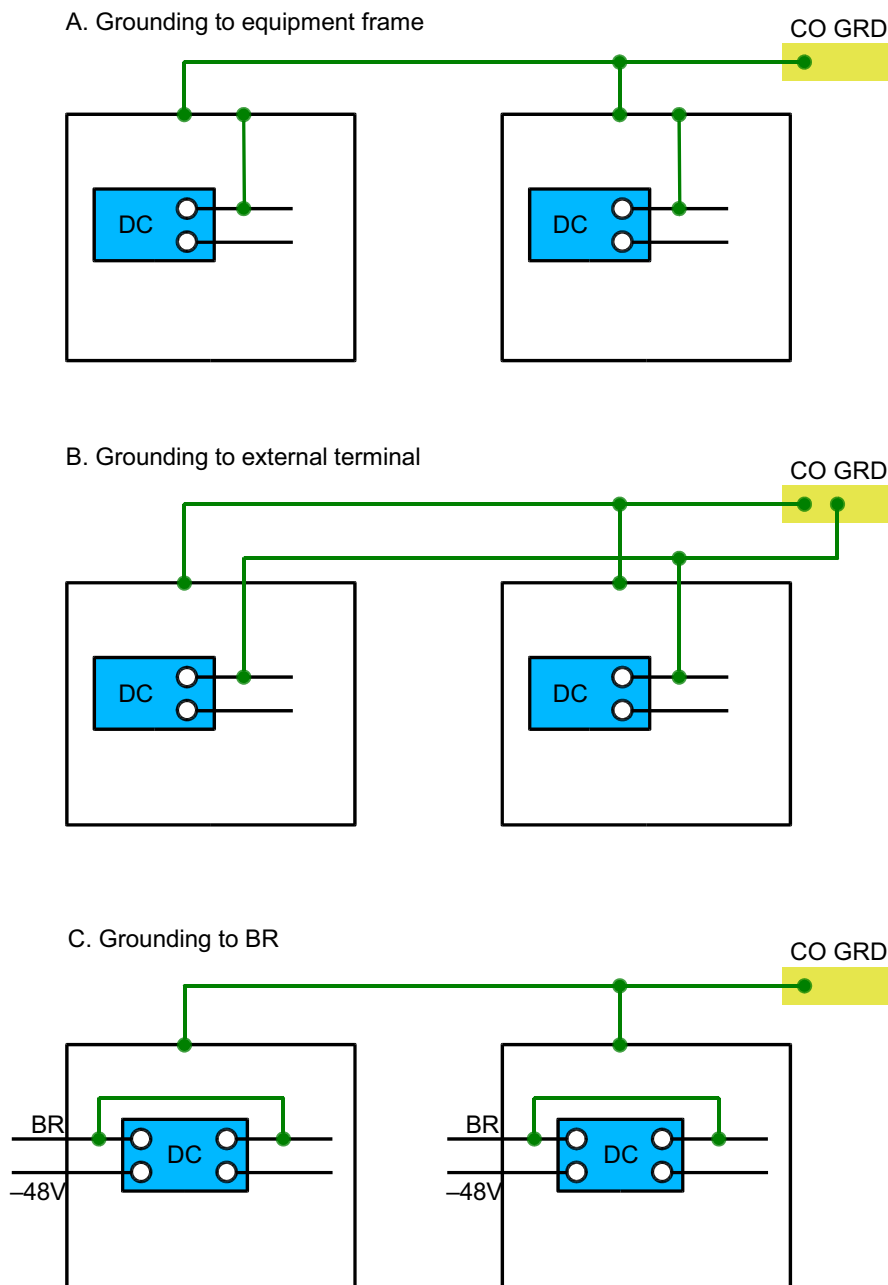 A. Grounding to equipment frame
CO GRD
DC
DC
B. Grounding to external terminal
CO GRD
DC
DC
C. Grounding to BR
CO GRD
BR
DC
BR
DC
–48V
–48V